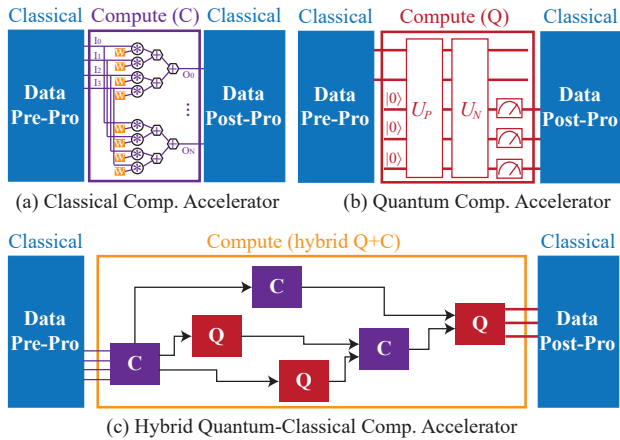 Classical
Compute (C)
Classical
Data
Pre-Pro
I0
I1
I2
I3
W
W
W
W
O0
...
W
W
W
W
ON
Data
Post-Pro
(a) Classical Comp. Accelerator
Classical
Compute (Q)
Classical
Data
Pre-Pro
|0⟩
|0⟩
|0⟩
UP
UN
Data
Post-Pro
(b) Quantum Comp. Accelerator
Classical
Compute (hybrid Q+C)
Classical
Data
Pre-Pro
C
C
Q
Q
C
Q
Data
Post-Pro
(c) Hybrid Quantum-Classical Comp. Accelerator